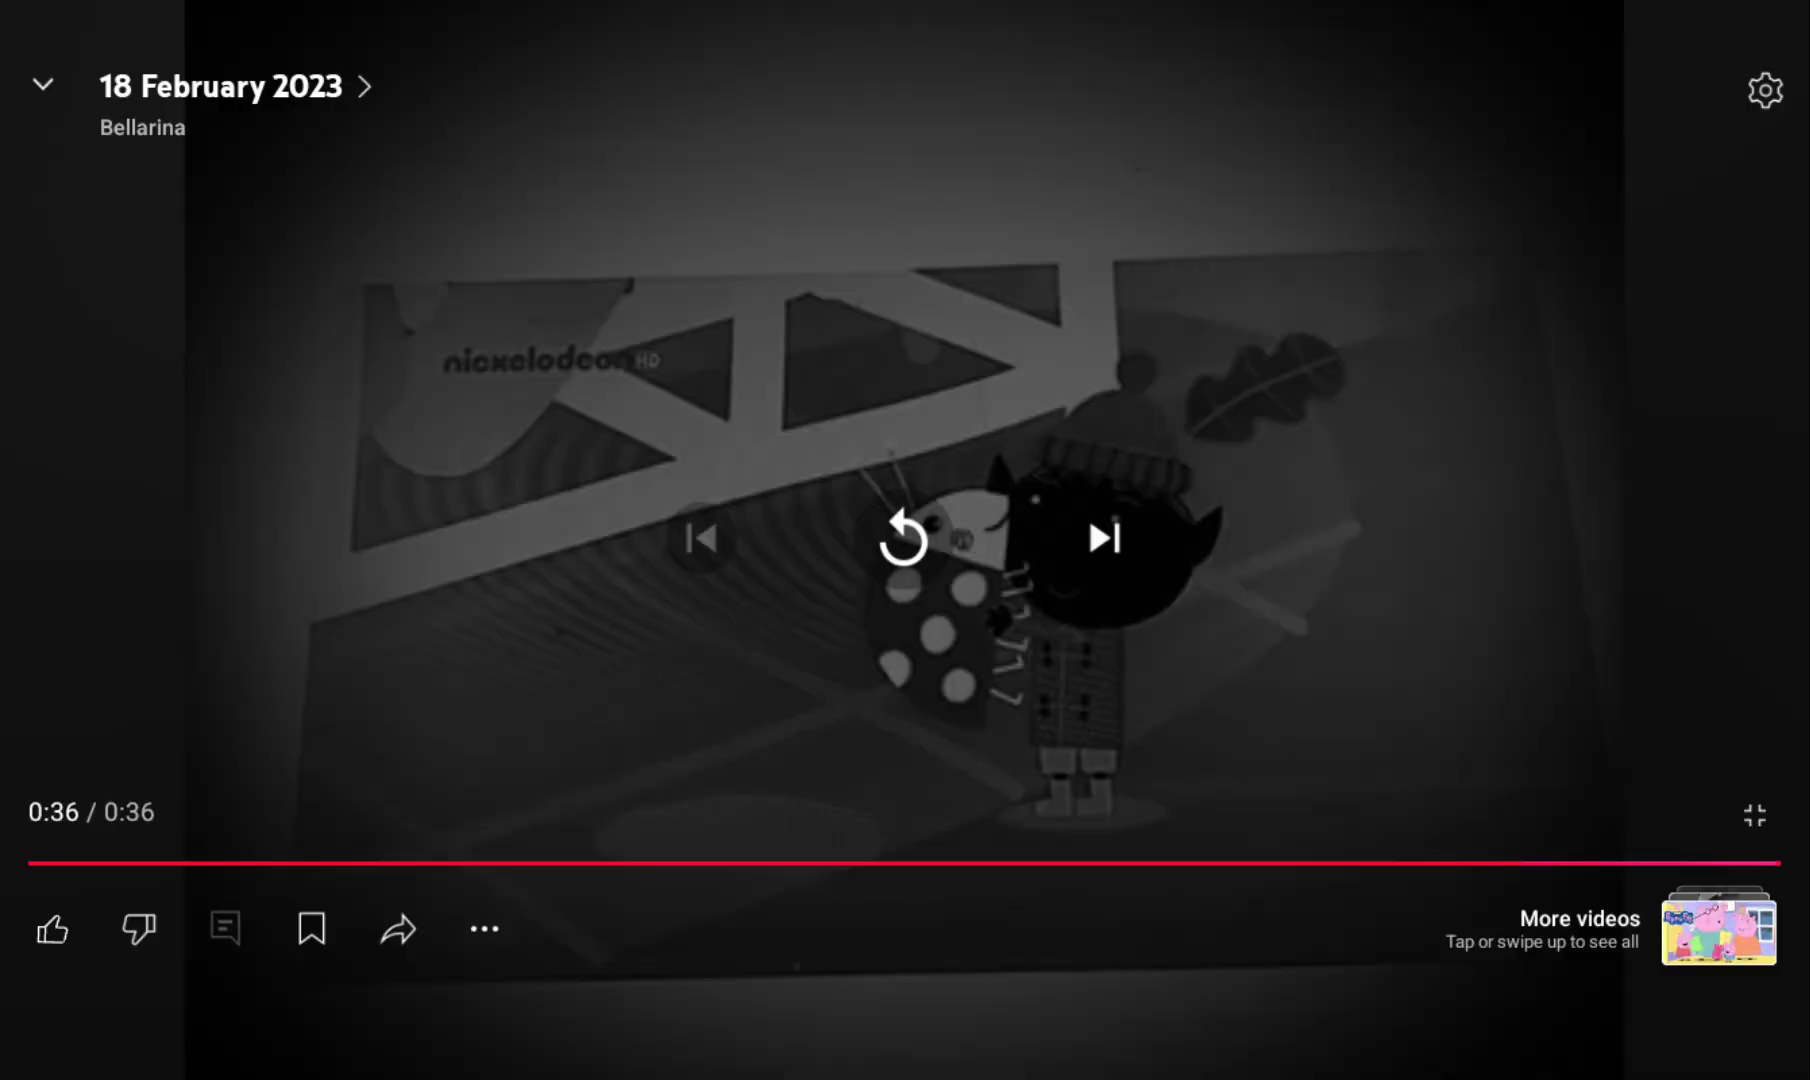 18 February 2023
Bellarina
nickelodeon HD
0:36 / 0:36
More videos
Tap or swipe up to see all